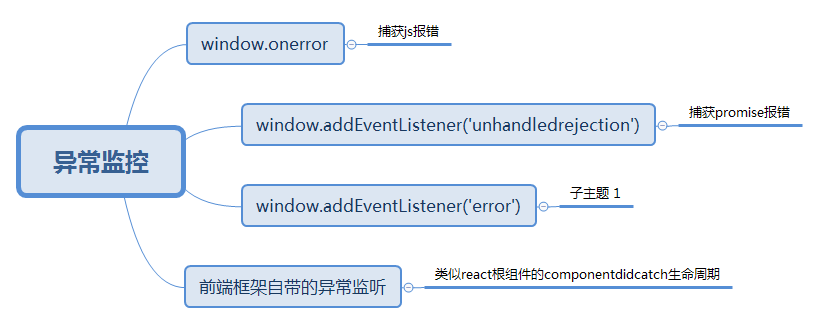 异常监控
window.onerror
捕获js报错
window.addEventListener('unhandledrejection')
捕获promise报错
window.addEventListener('error')
子主题 1
前端框架自带的异常监听
类似react根组件的componentdidcatch生命周期